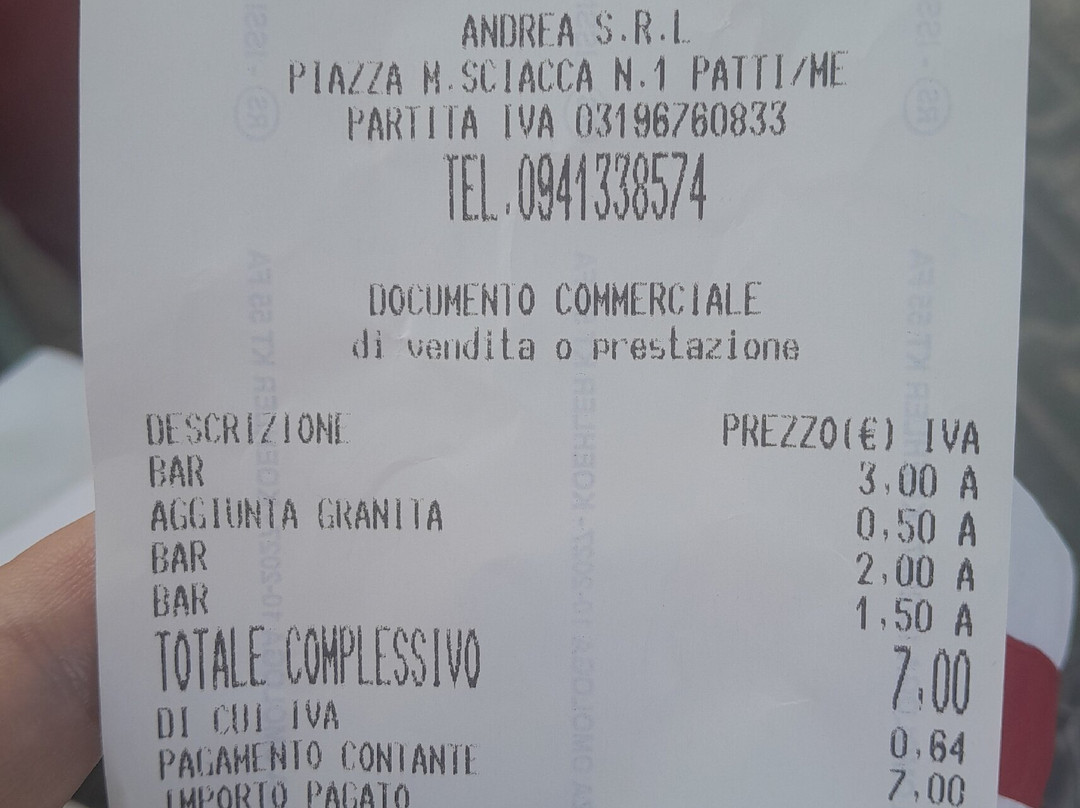 ANDREA S.R.L
PIAZZA M.SCIACCA N.1 PATTI/ME
PARTITA IVA 03196760833
TEL.0941338574
DOCUMENTO COMMERCIALE
di vendita o prestazione
DESCRIZIONE PREZZO(€) IVA
BAR 3,00 A
AGGIUNTA GRANITA 0,50 A
BAR 2,00 A
BAR 1,50 A
TOTALE COMPLESSIVO 7,00
DI CUI IVA 0,64
PAGAMENTO CONTANTE 7,00
IMPORTO PAGATO